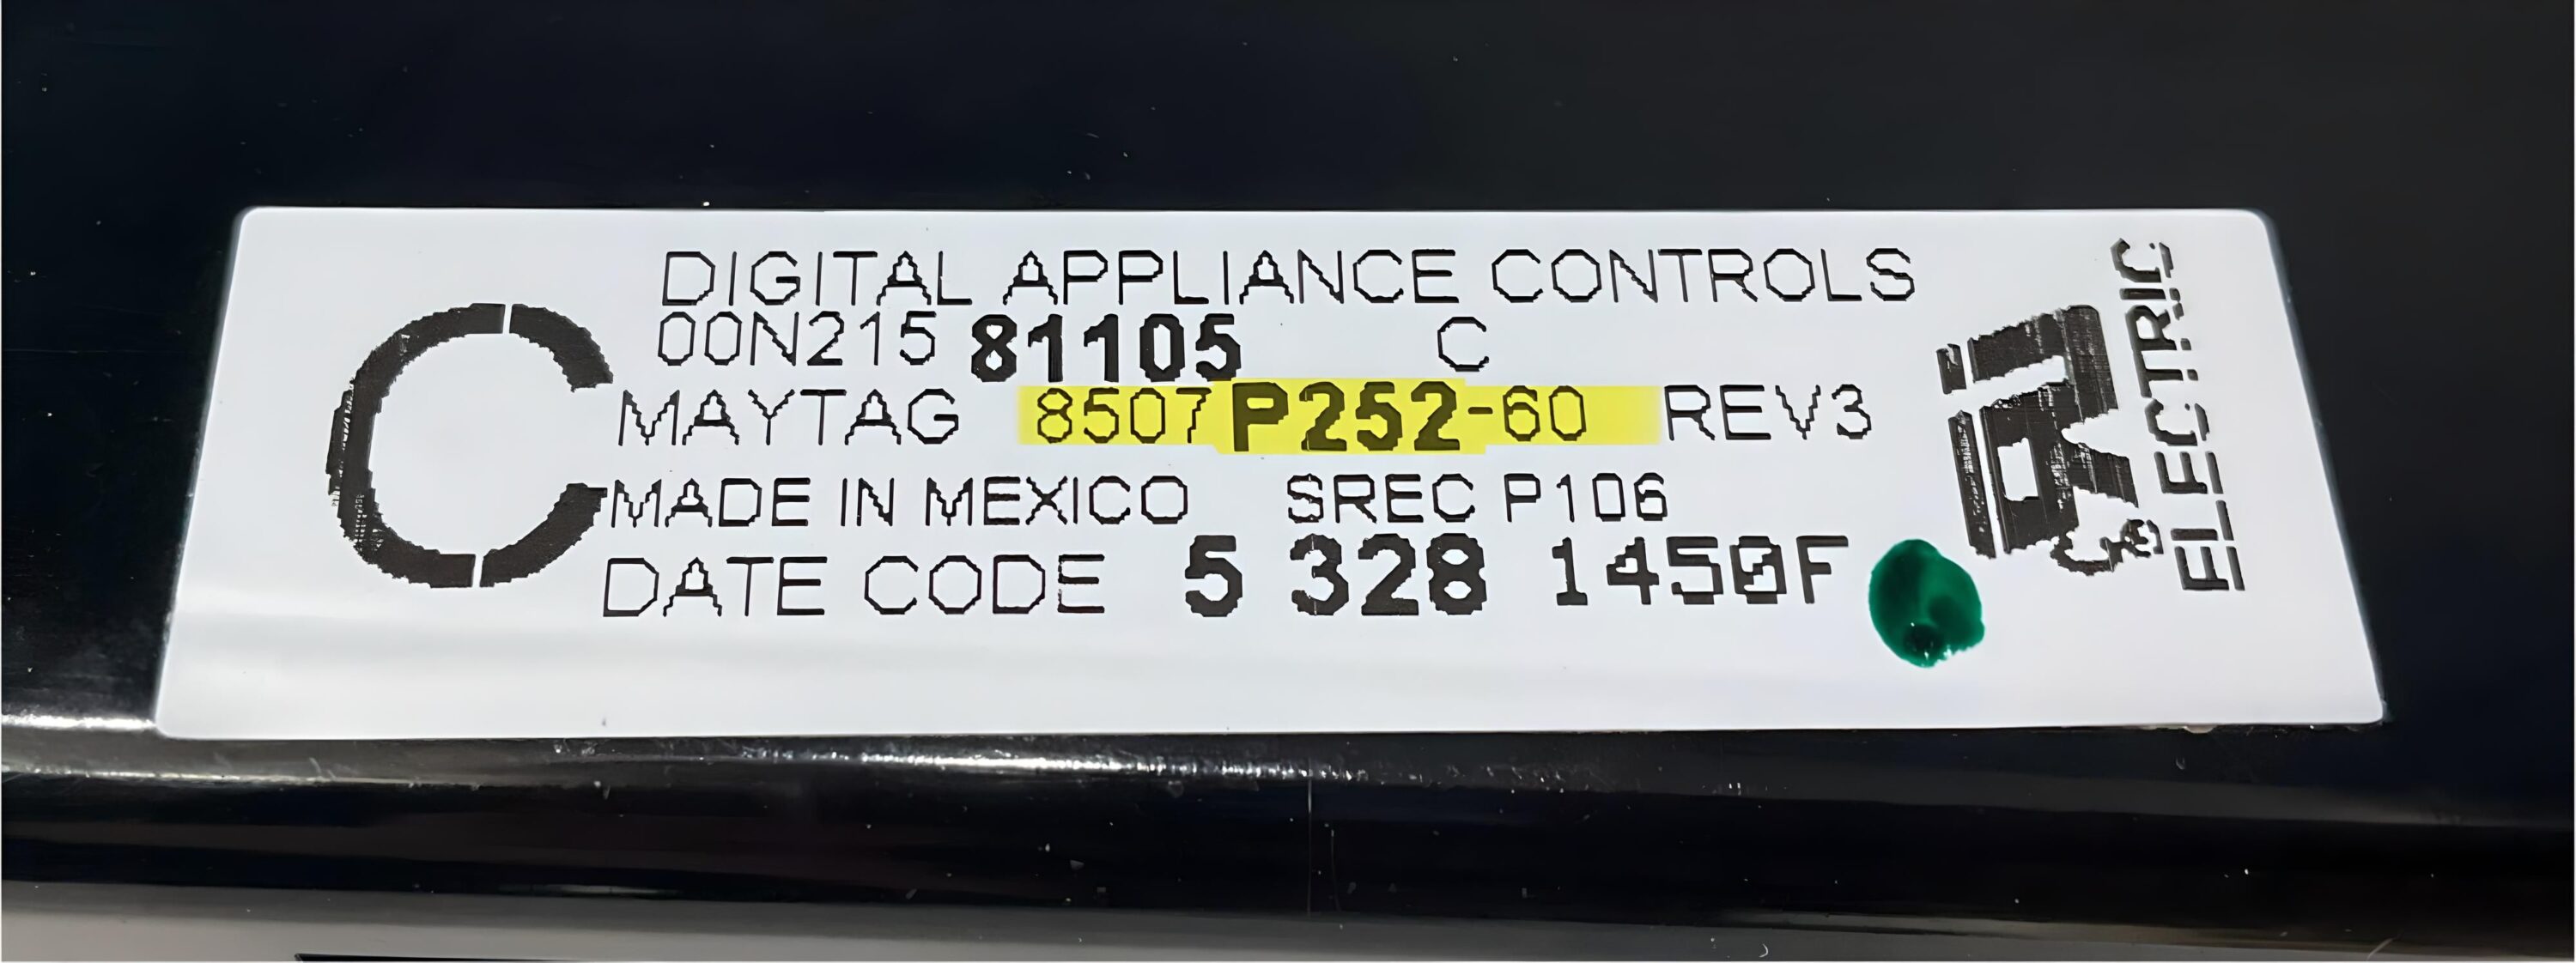 DIGITAL APPLIANCE CONTROLS
00N215 81105 C
C
MAYTAG 8507P252-60 REV3
MADE IN MEXICO SREC P106
DATE CODE 5 328 1450F
ELECTRIC